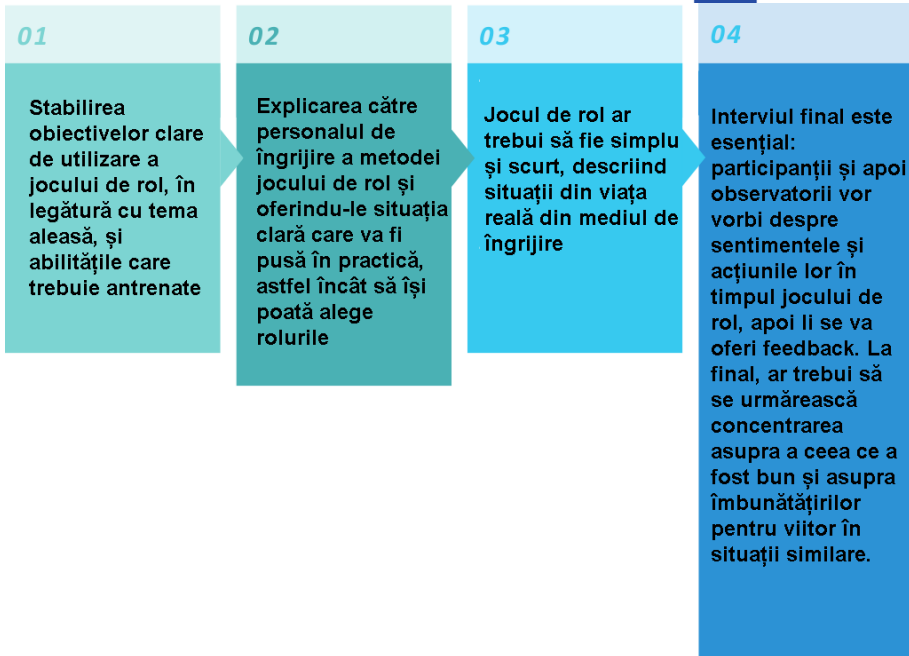 01
Stabilirea
obiectivelor clare
de utilizare a
jocului de rol, în
legătură cu tema
aleasă, și
abilitățile care
trebuie antrenate
02
Explicarea către
personalul de
îngrijire a metodei
jocului de rol și
oferindu-le situația
clară care va fi
pusă în practică,
astfel încât să își
poată alege
rolurile
03
Jocul de rol ar
trebui să fie simplu
și scurt, descriind
situații din viața
reală din mediul de
îngrijire
04
Interviul final este
esențial:
participanții și apoi
observatorii vor
vorbi despre
sentimentele și
acțiunile lor în
timpul jocului de
rol, apoi li se va
oferi feedback. La
final, ar trebui să
se urmărească
concentrarea
asupra a ceea ce a
fost bun și asupra
îmbunătățirilor
pentru viitor în
situații similare.